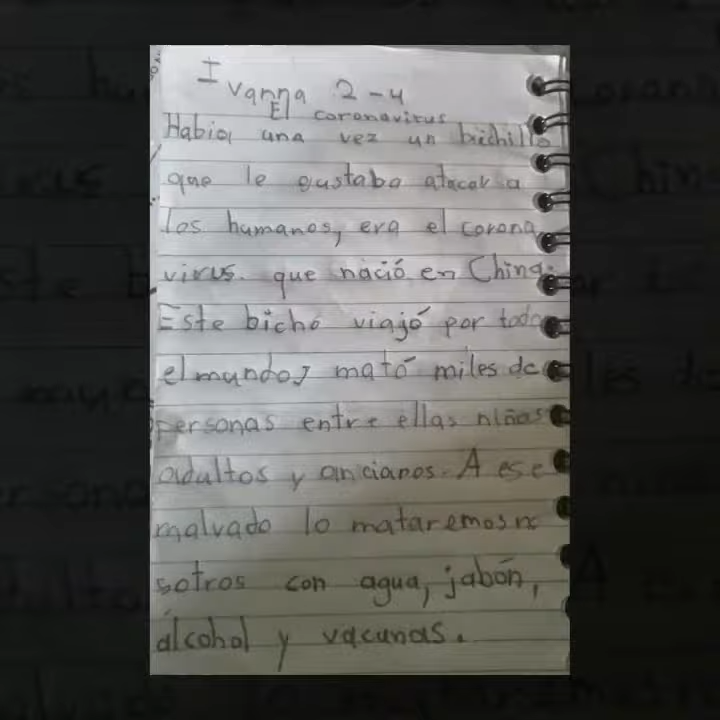 Ivanna 2-4
El coronavirus
Había una vez un bichillo
que le gustaba atacar a
los humanos, era el corona
virus. que nació en China.
Este bicho viajó por todo
el mundo, mató miles de
personas entre ellas niños
adultos y ancianos. A ese
malvado lo mataremos no
sotros con agua, jabón,
alcohol y vacunas.